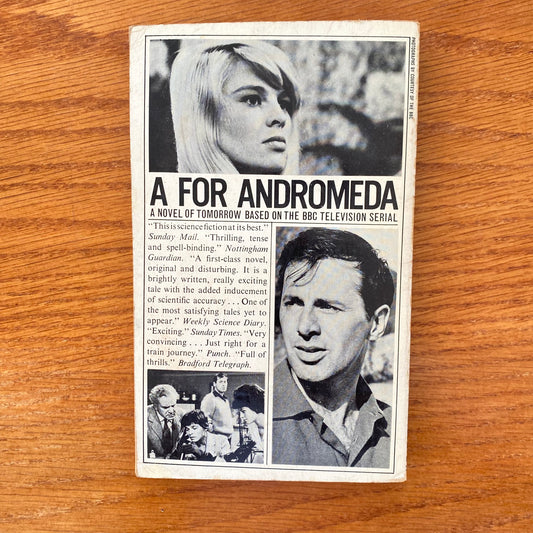 PHOTOGRAPHS BY COURTESY OF THE BBC
A FOR ANDROMEDA
A NOVEL OF TOMORROW BASED ON THE BBC TELEVISION SERIAL
"This is science fiction at its best."
Sunday Mail. "Thrilling, tense
and spell-binding." Nottingham
Guardian. "A first-class novel,
original and disturbing. It is a
brightly written, really exciting
tale with the added inducement
of scientific accuracy . . . One of
the most satisfying tales yet to
appear." Weekly Science Diary.
"Exciting." Sunday Times. "Very
convincing . . . Just right for a
train journey." Punch. "Full of
thrills." Bradford Telegraph.